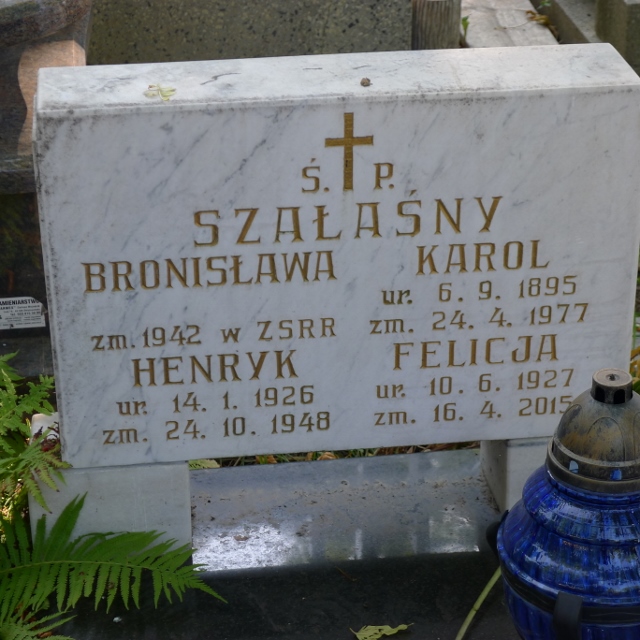 Ś. P.
SZAŁAŚNY
BRONISŁAWA
zm. 1942 w ZSRR
KAROL
ur. 6. 9. 1895
zm. 24. 4. 1977
HENRYK
ur. 14. 1. 1926
zm. 24. 10. 1948
FELICJA
ur. 10. 6. 1927
zm. 16. 4. 2015